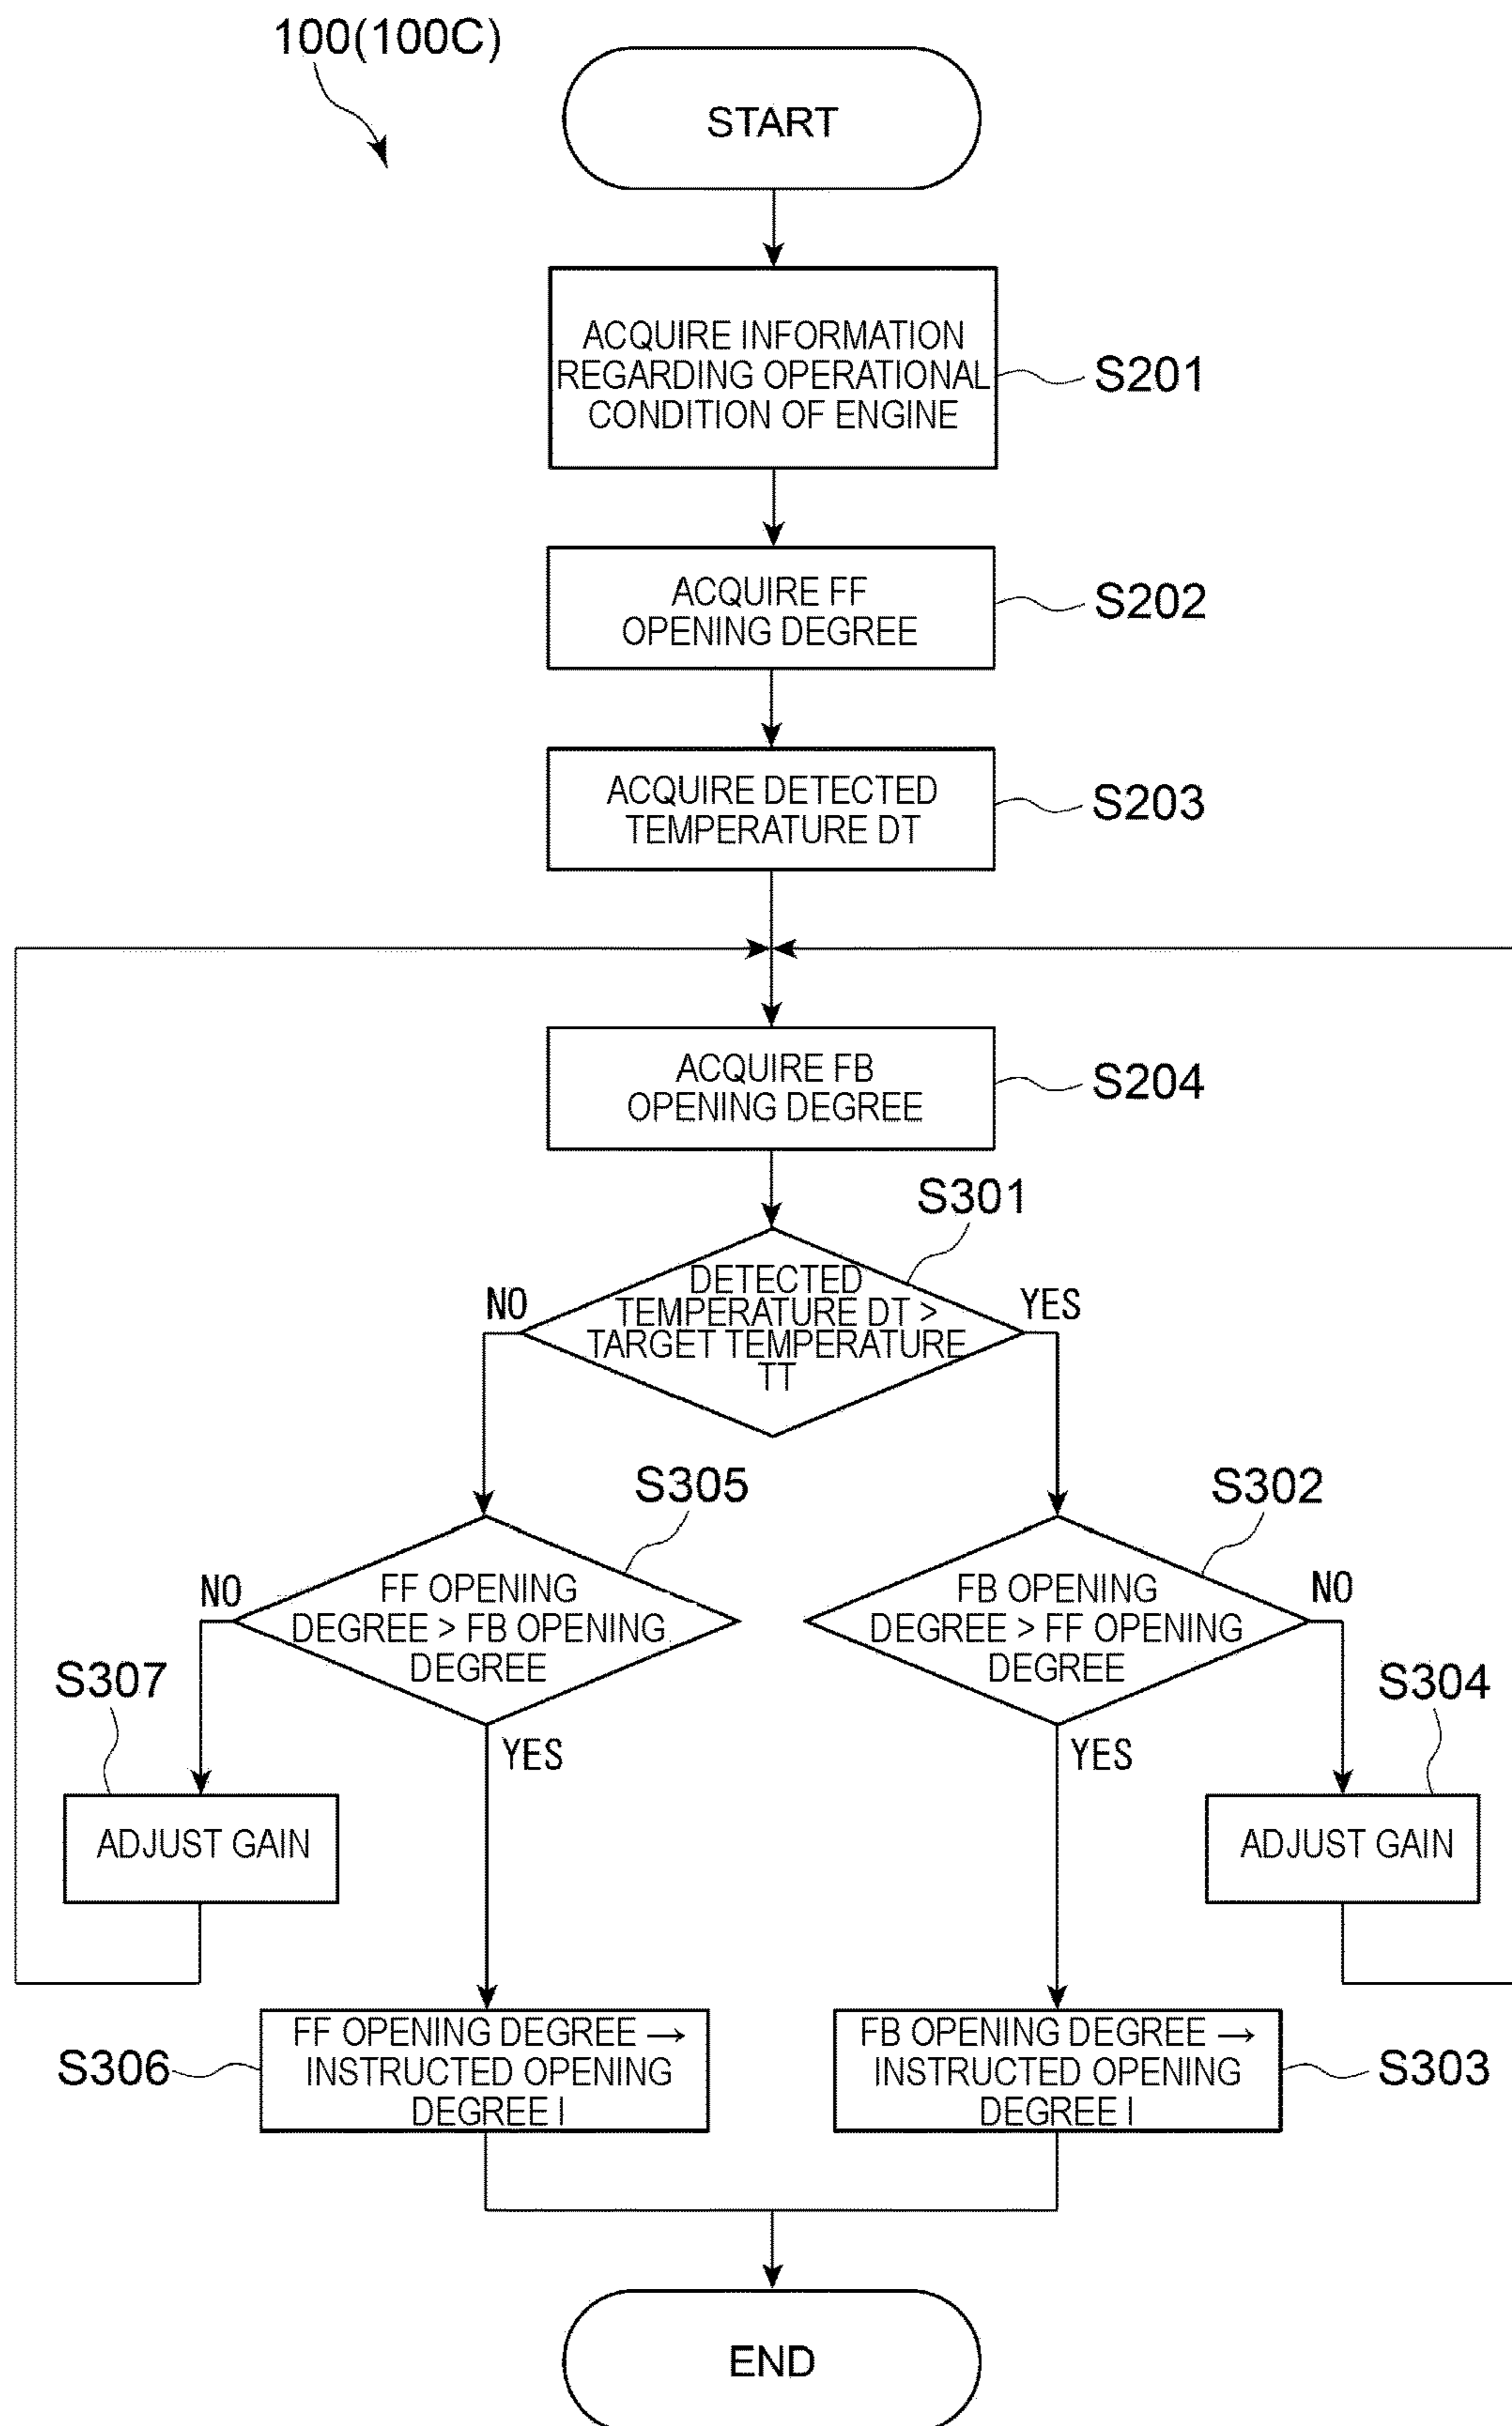 100(100C)
START
ACQUIRE INFORMATION
REGARDING OPERATIONAL
CONDITION OF ENGINE
S201
ACQUIRE FF
OPENING DEGREE
S202
ACQUIRE DETECTED
TEMPERATURE DT
S203
ACQUIRE FB
OPENING DEGREE
S204
S301
DETECTED
TEMPERATURE DT >
TARGET TEMPERATURE
TT
NO
YES
S305
FF OPENING
DEGREE > FB OPENING
DEGREE
NO
YES
S302
FB OPENING
DEGREE > FF OPENING
DEGREE
NO
YES
S307
ADJUST GAIN
S304
ADJUST GAIN
FF OPENING DEGREE →
INSTRUCTED OPENING
DEGREE I
S306
FB OPENING DEGREE →
INSTRUCTED OPENING
DEGREE I
S303
END